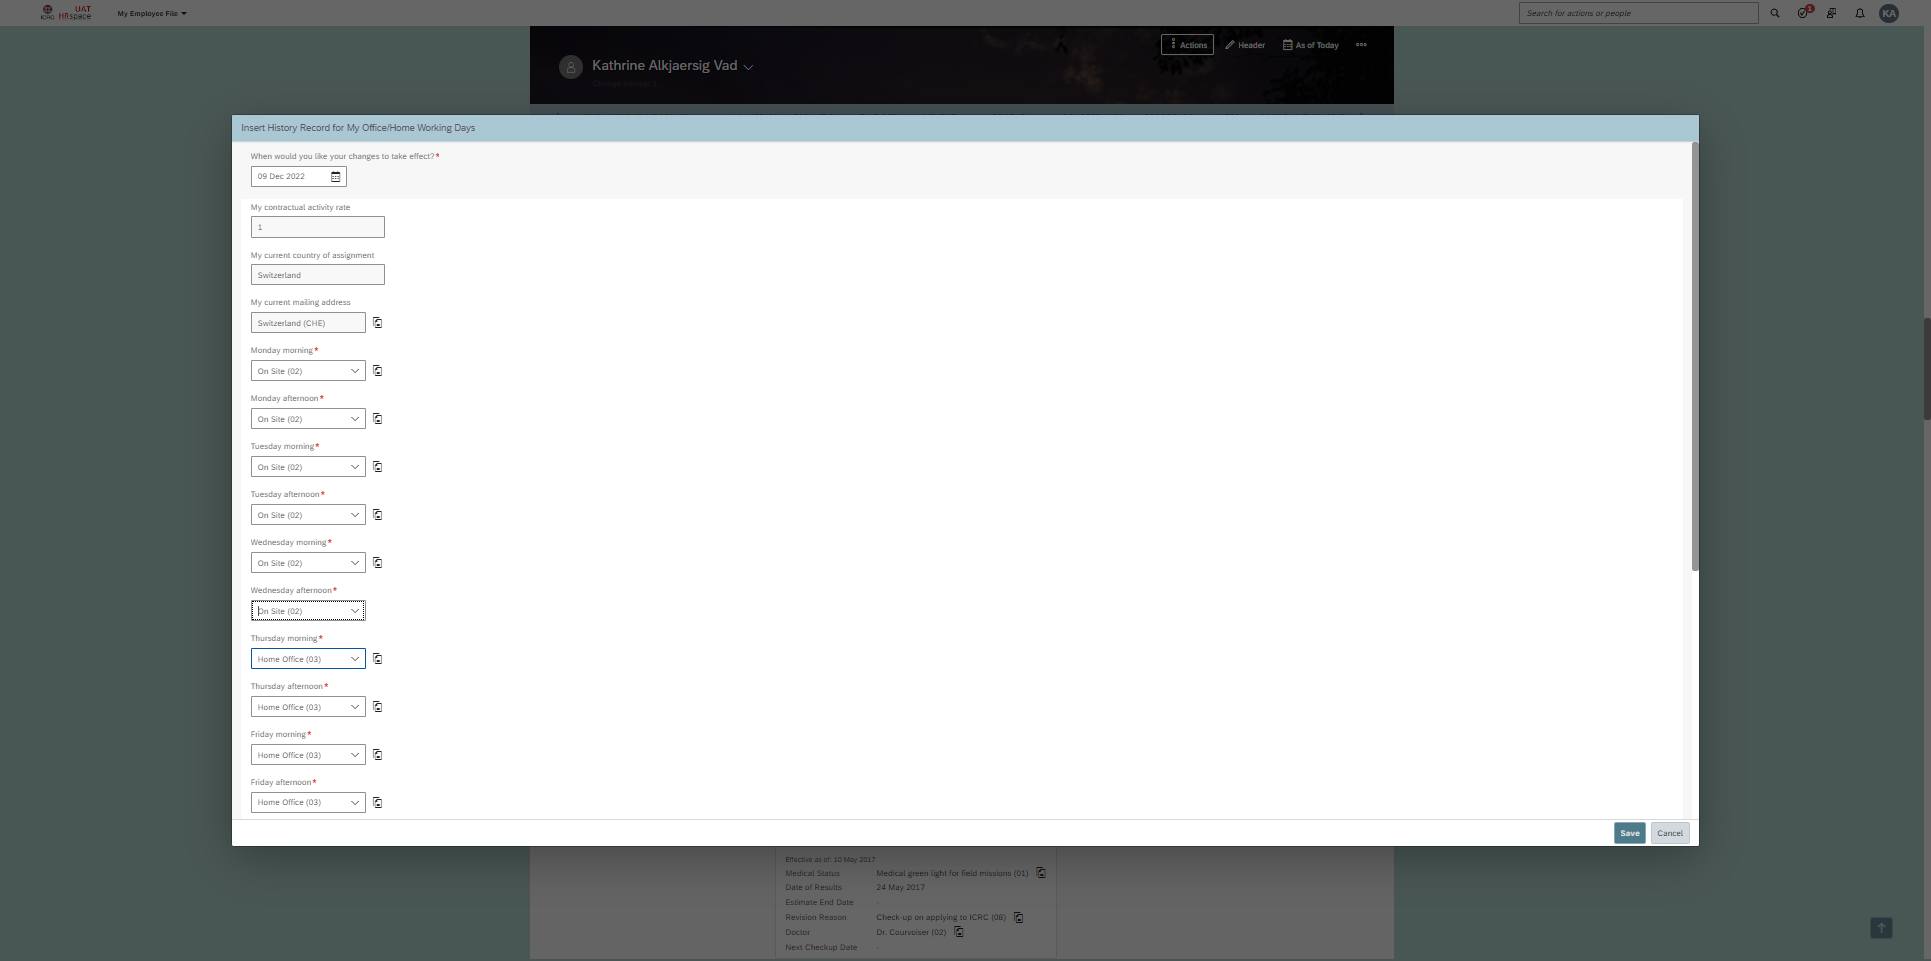 ICRC
UAT
HRspace
My Employee File
Search for actions or people
1
KA
Actions
Header
As of Today
Kathrine Alkjaersig Vad
Insert History Record for My Office/Home Working Days
When would you like your changes to take effect?*
09 Dec 2022
My contractual activity rate
1
My current country of assignment
Switzerland
My current mailing address
Switzerland (CHE)
Monday morning*
On Site (02)
Monday afternoon*
On Site (02)
Tuesday morning*
On Site (02)
Tuesday afternoon*
On Site (02)
Wednesday morning*
On Site (02)
Wednesday afternoon*
On Site (02)
Thursday morning*
Home Office (03)
Thursday afternoon*
Home Office (03)
Friday morning*
Home Office (03)
Friday afternoon*
Home Office (03)
Save
Cancel
Effective as of: 10 May 2017
Medical Status Medical green light for field missions (01)
Date of Results 24 May 2017
Estimate End Date -
Revision Reason Check-up on applying to ICRC (08)
Doctor Dr. Courvoiser (02)
Next Checkup Date -